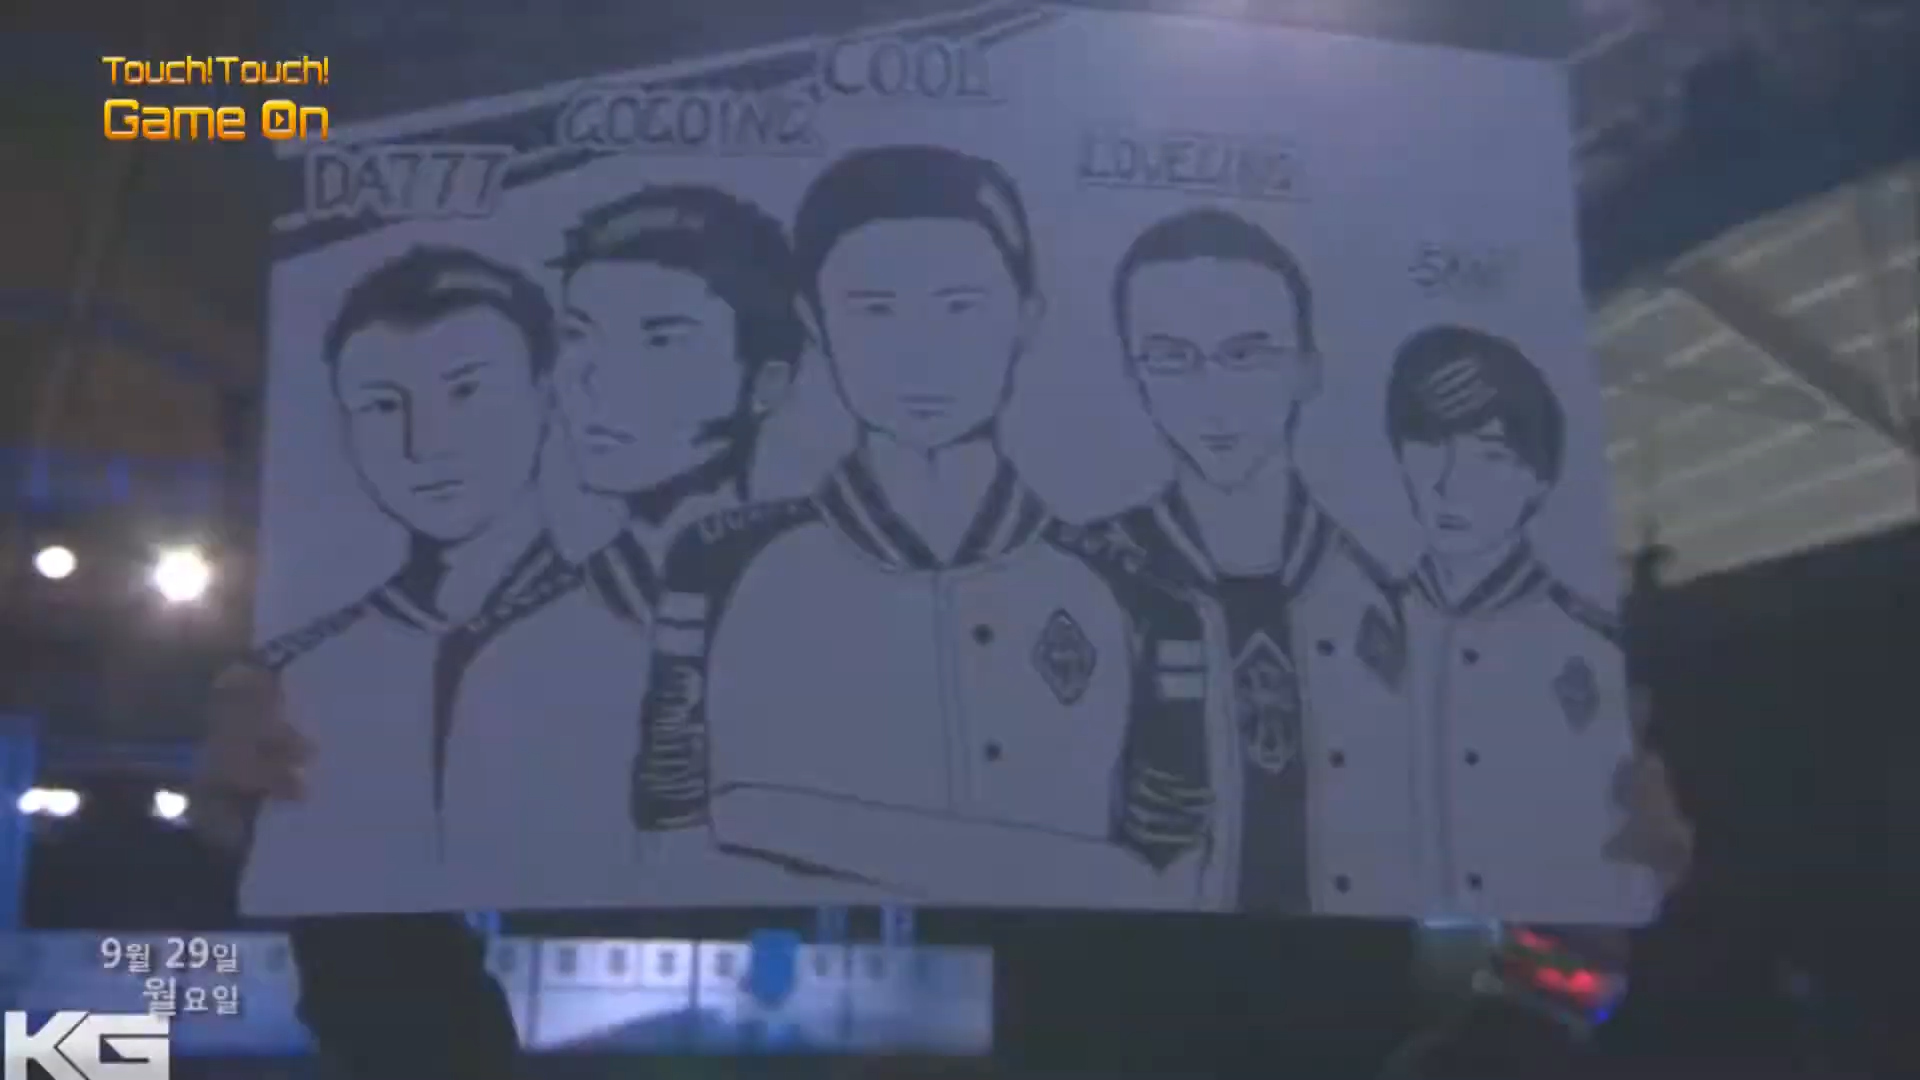 Touch!Touch!
Game On
COOL
GOGOING
DA777
LOVELING
9월 29일
월요일
KG